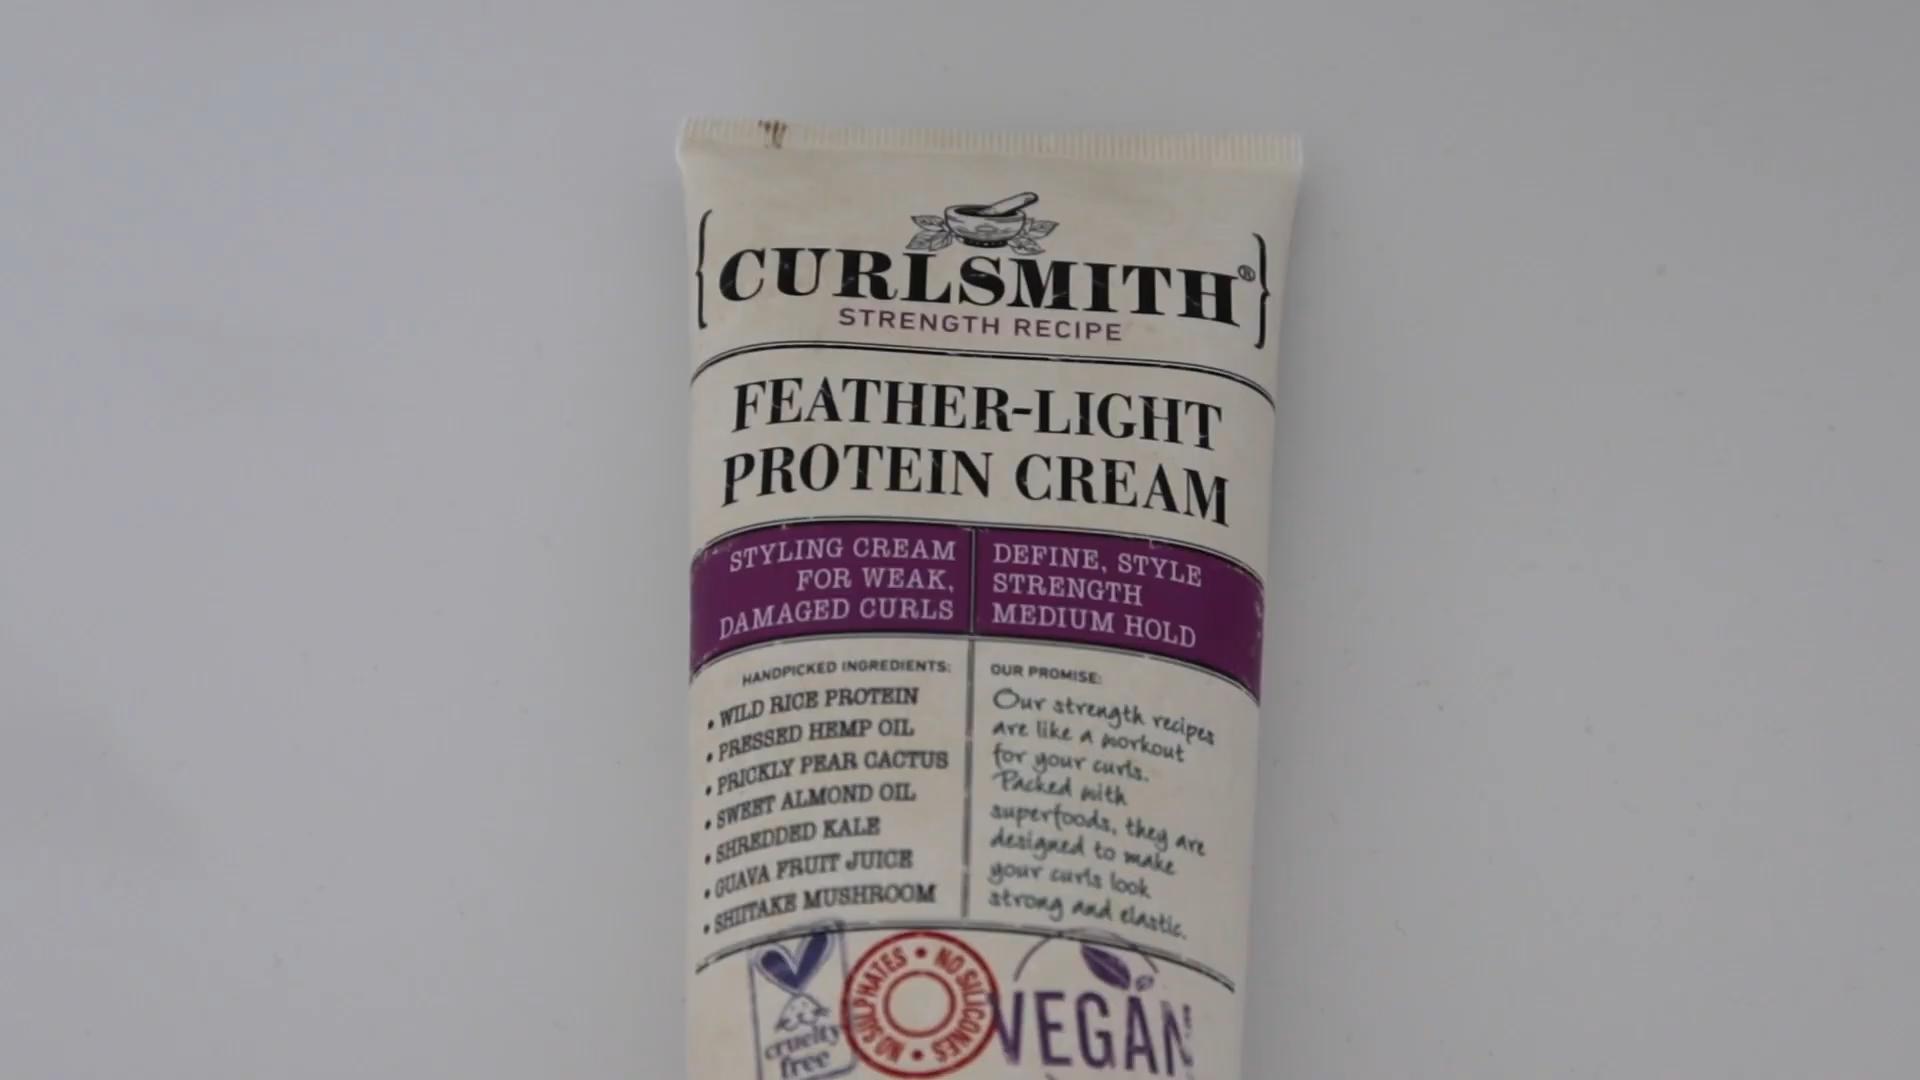 CURLSMITH®
STRENGTH RECIPE
FEATHER-LIGHT
PROTEIN CREAM
STYLING CREAM
FOR WEAK,
DAMAGED CURLS
DEFINE, STYLE
STRENGTH
MEDIUM HOLD
HANDPICKED INGREDIENTS:
• WILD RICE PROTEIN
• PRESSED HEMP OIL
• PRICKLY PEAR CACTUS
• SWEET ALMOND OIL
• SHREDDED KALE
• GUAVA FRUIT JUICE
• SHIITAKE MUSHROOM
OUR PROMISE:
Our strength recipes
are like a workout
for your curls.
Packed with
superfoods, they are
designed to make
your curls look
strong and elastic.
cruelty
free
NO SULPHATES • NO SILICONES •
VEGAN